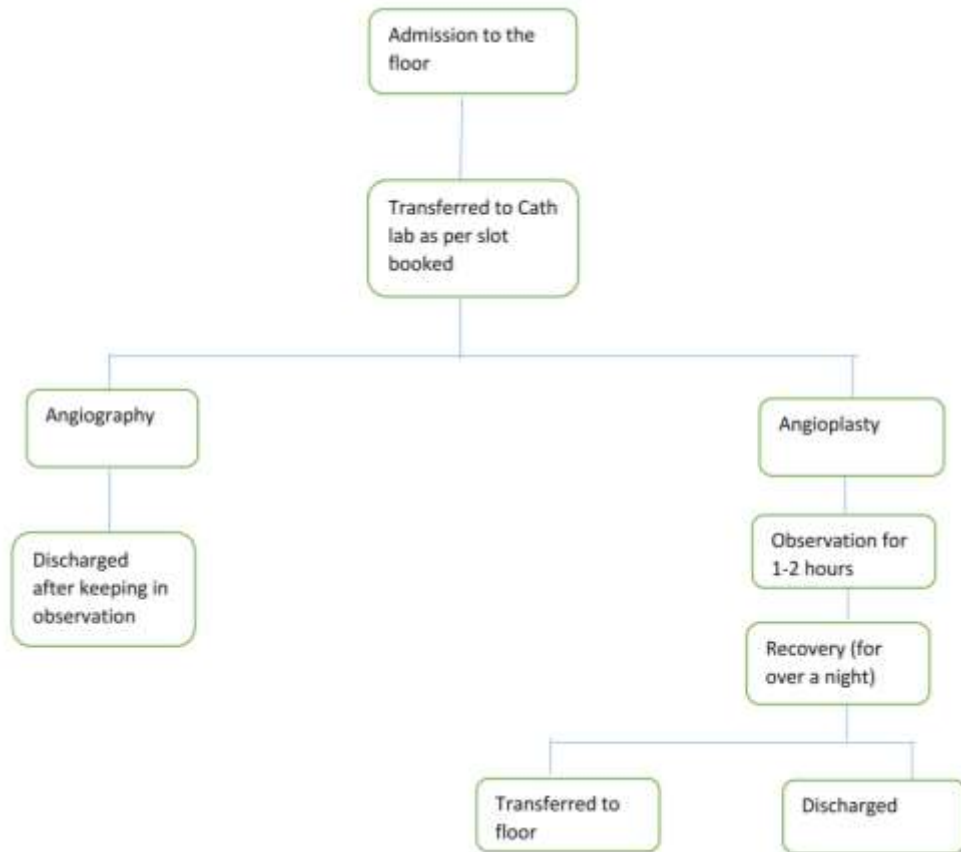 Admission to the
floor
Transferred to Cath
lab as per slot
booked
Angiography
Discharged
after keeping in
observation
Angioplasty
Observation for
1-2 hours
Recovery (for
over a night)
Transferred to
floor
Discharged